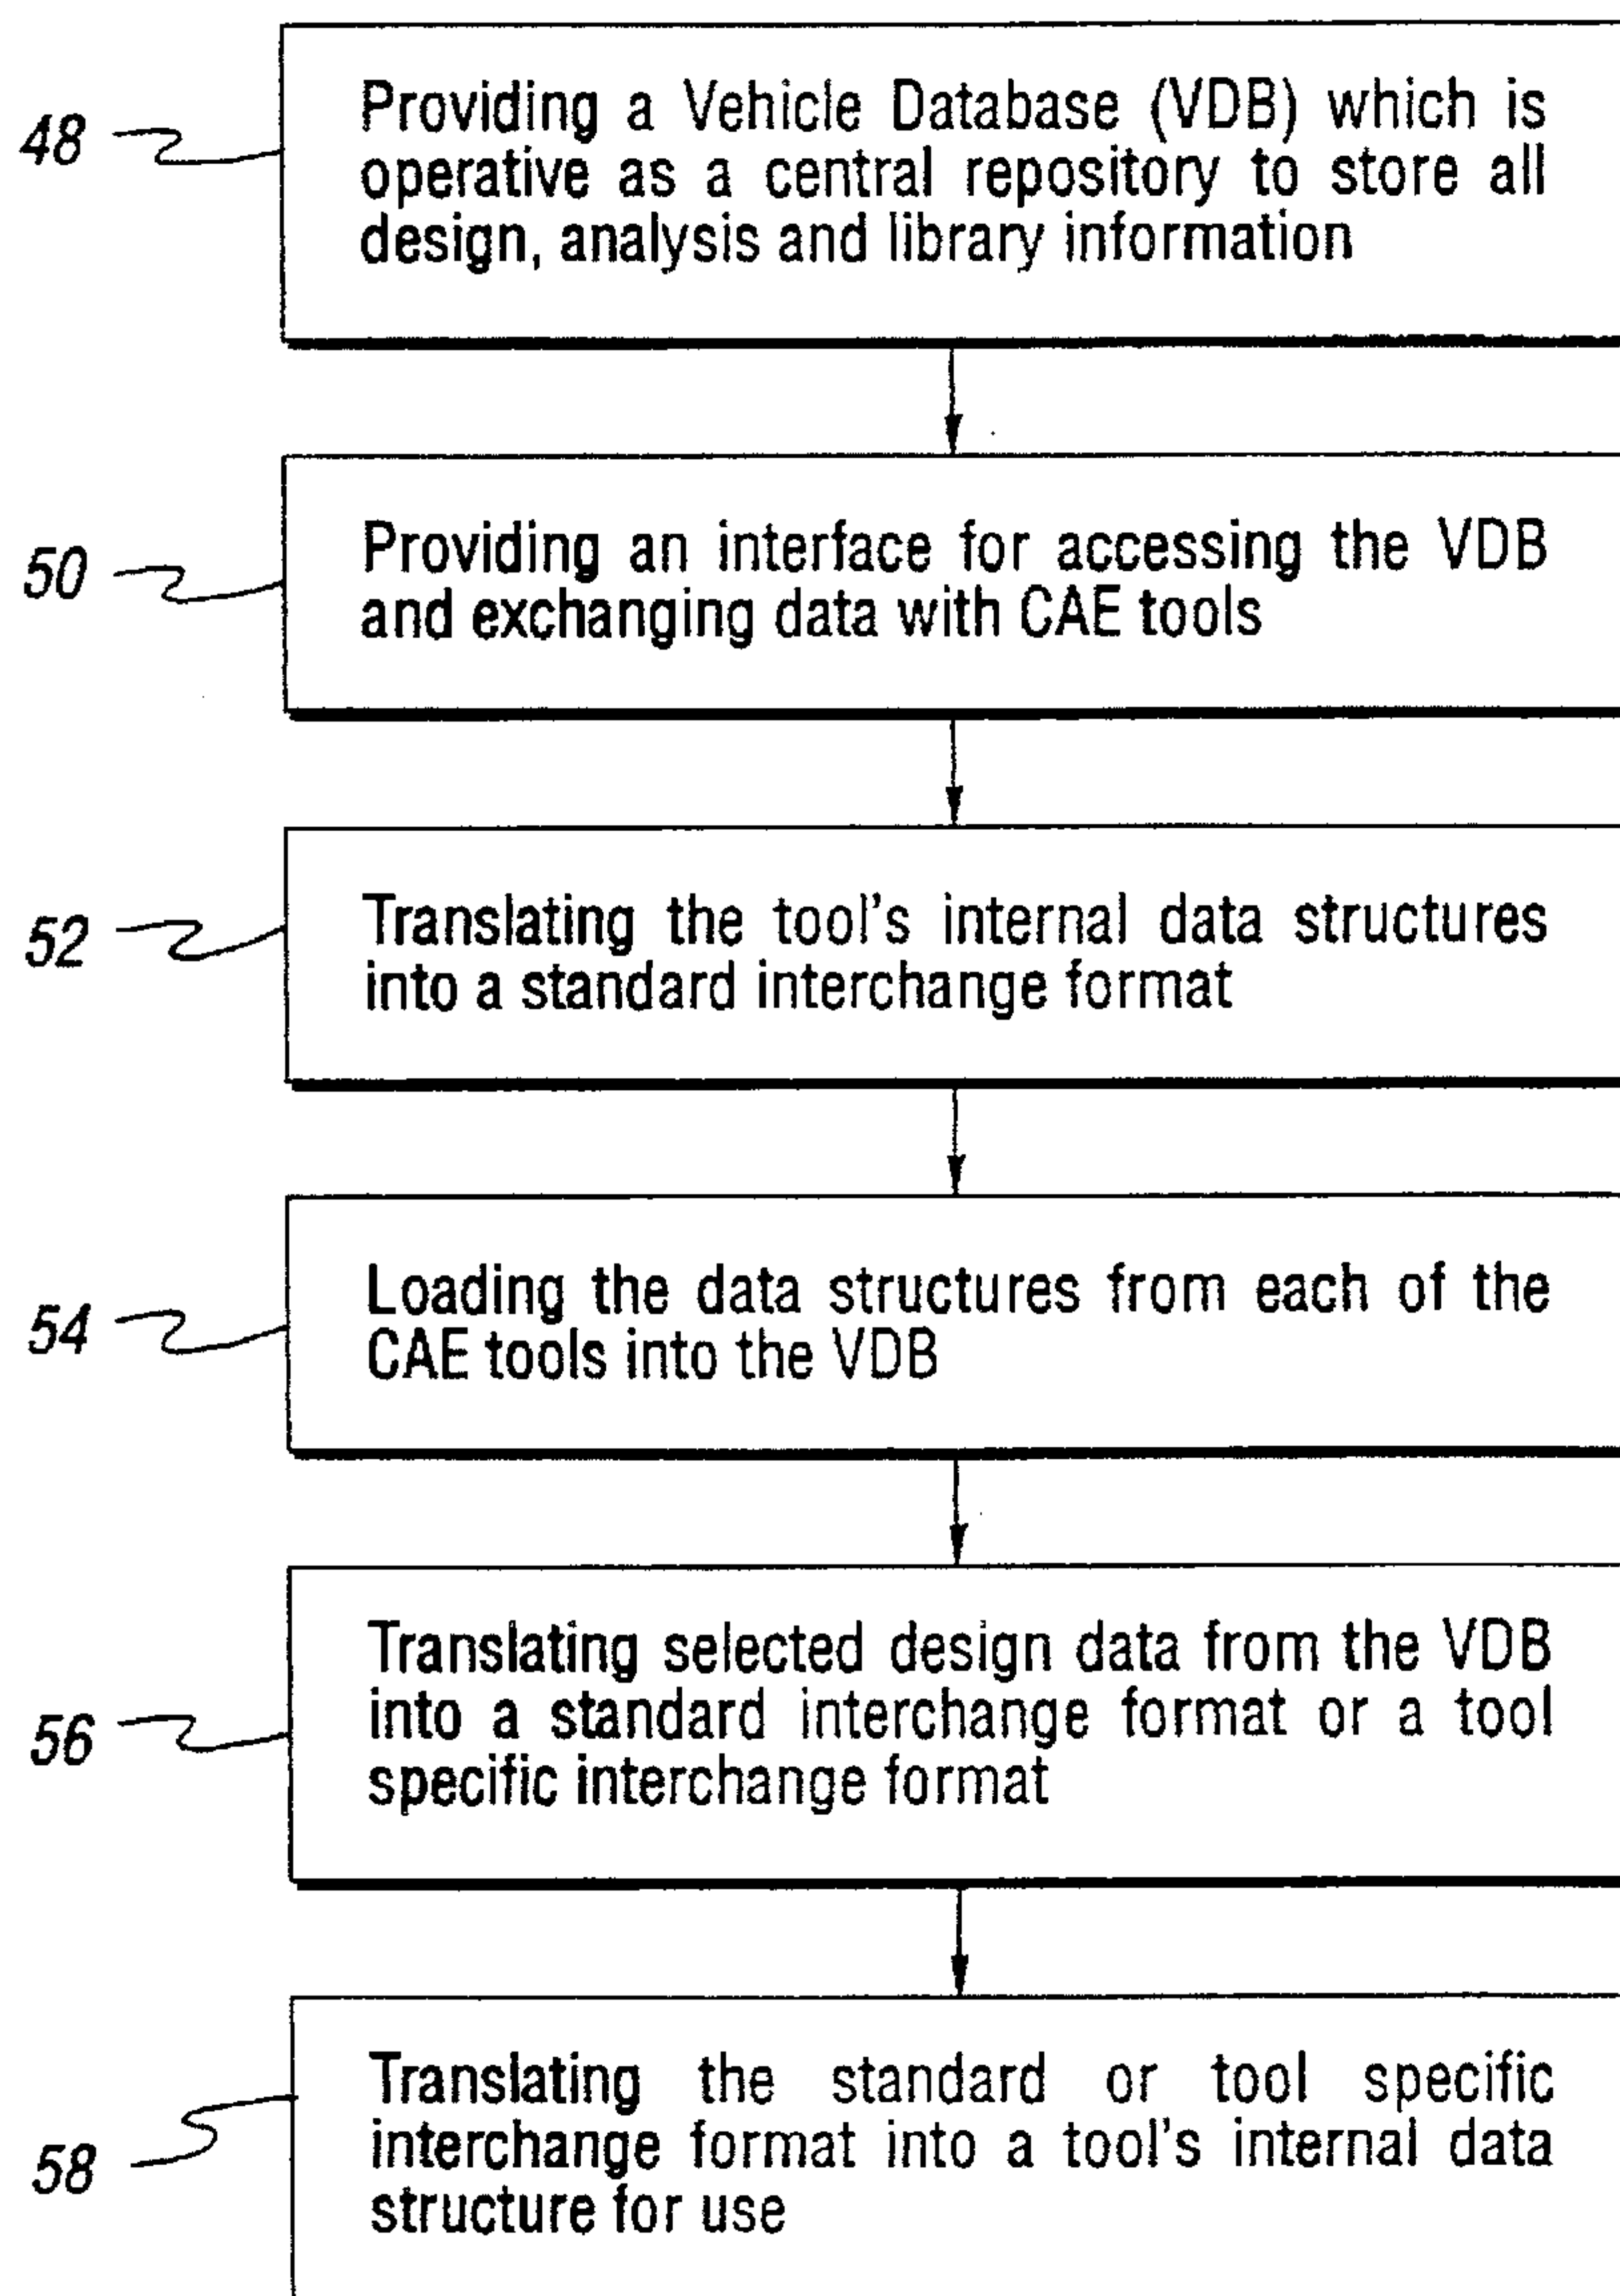 48
Providing a Vehicle Database (VDB) which is
operative as a central repository to store all
design, analysis and library information
50
Providing an interface for accessing the VDB
and exchanging data with CAE tools
52
Translating the tool's internal data structures
into a standard interchange format
54
Loading the data structures from each of the
CAE tools into the VDB
56
Translating selected design data from the VDB
into a standard interchange format or a tool
specific interchange format
58
Translating the standard or tool specific
interchange format into a tool's internal data
structure for use